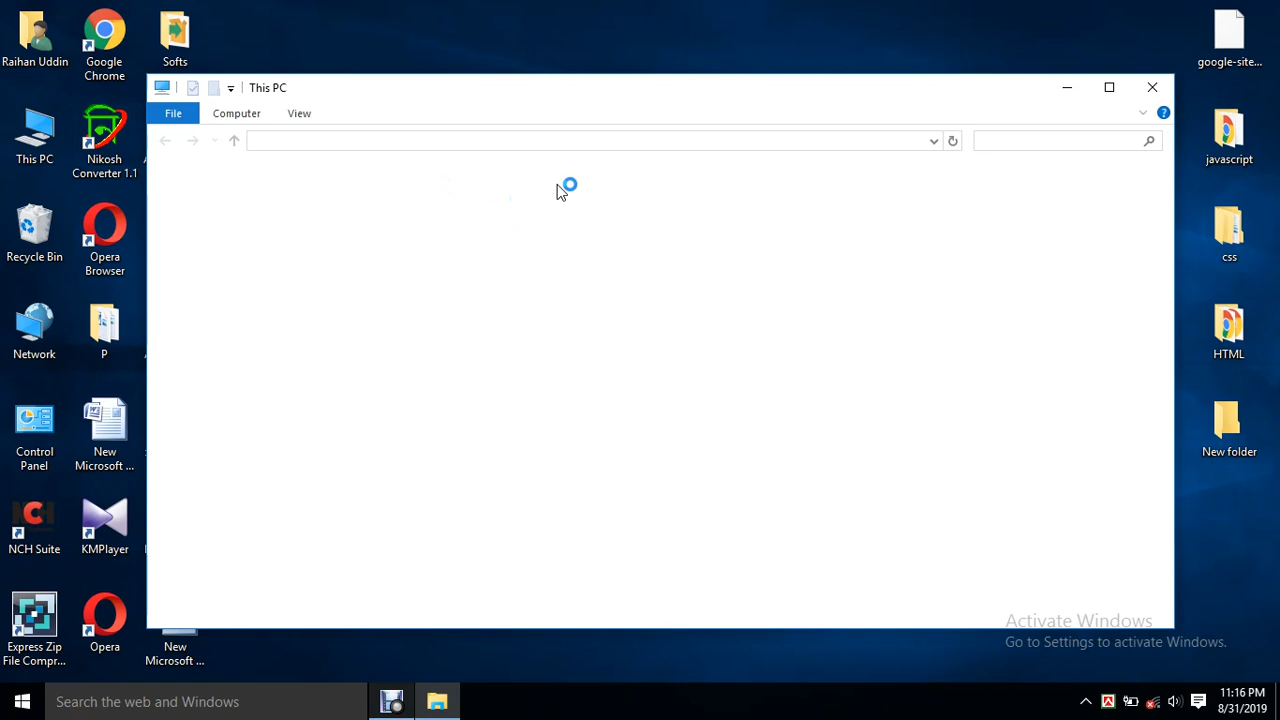 Raihan Uddin
Google
Chrome
Softs
google-site...
This PC
File
Computer
View
This PC
Nikosh
Converter 1.1
javascript
Recycle Bin
Opera
Browser
css
Network
P
HTML
Control
Panel
New
Microsoft ...
New folder
NCH
NCH Suite
KMPlayer
Express Zip
File Compr...
Opera
New
Microsoft ...
Activate Windows
Go to Settings to activate Windows.
Search the web and Windows
11:16 PM
8/31/2019